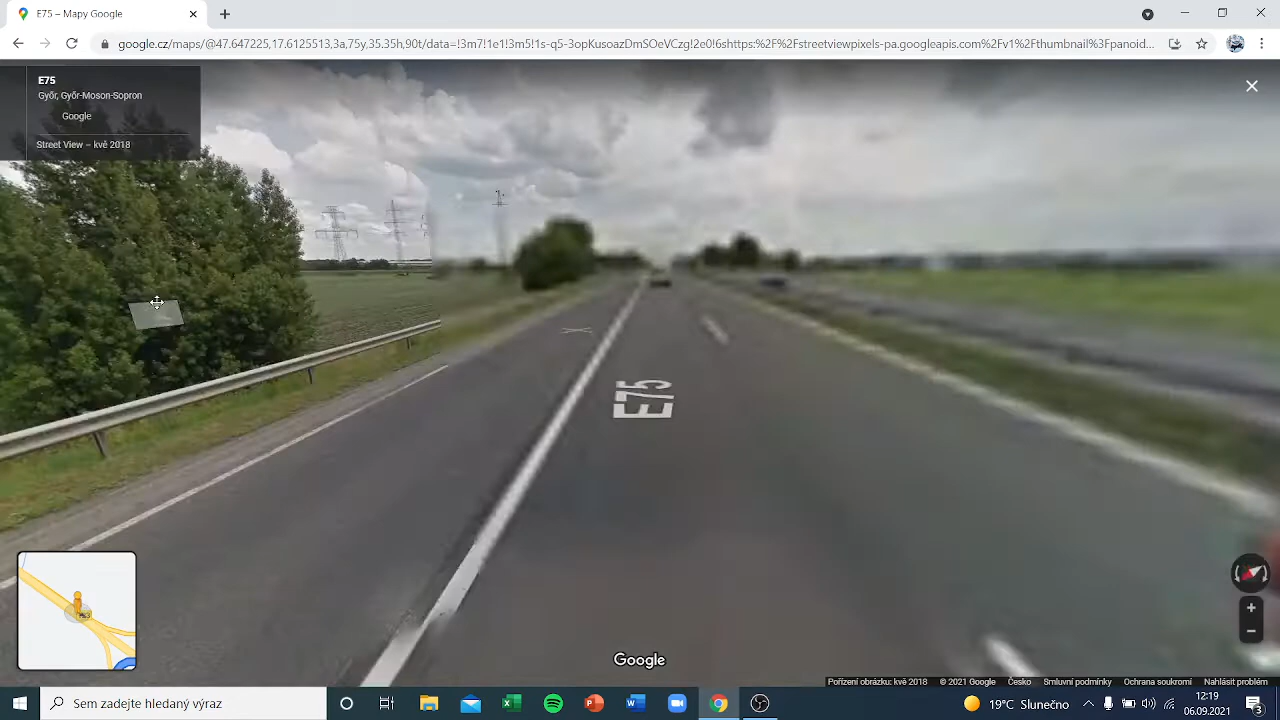 E75 – Mapy Google
google.cz/maps/@47.647225,17.6125513,3a,75y,35.35h,90t/data=!3m7!1e1!3m5!1s-q5-3opKusoazDmSOeVCzg!2e0!6shttps:%2F%2Fstreetviewpixels-pa.googleapis.com%2Fv1%2Fthumbnail%3Fpanoid...
E75
Győr, Győr-Moson-Sopron
Google
Street View – kvě 2018
E75
Google
Pořízení obrázku: kvě 2018 © 2021 Google Česko Smluvní podmínky Ochrana soukromí Nahlásit problém
Sem zadejte hledaný výraz
19°C Slunečno
12:19
06.09.2021
3